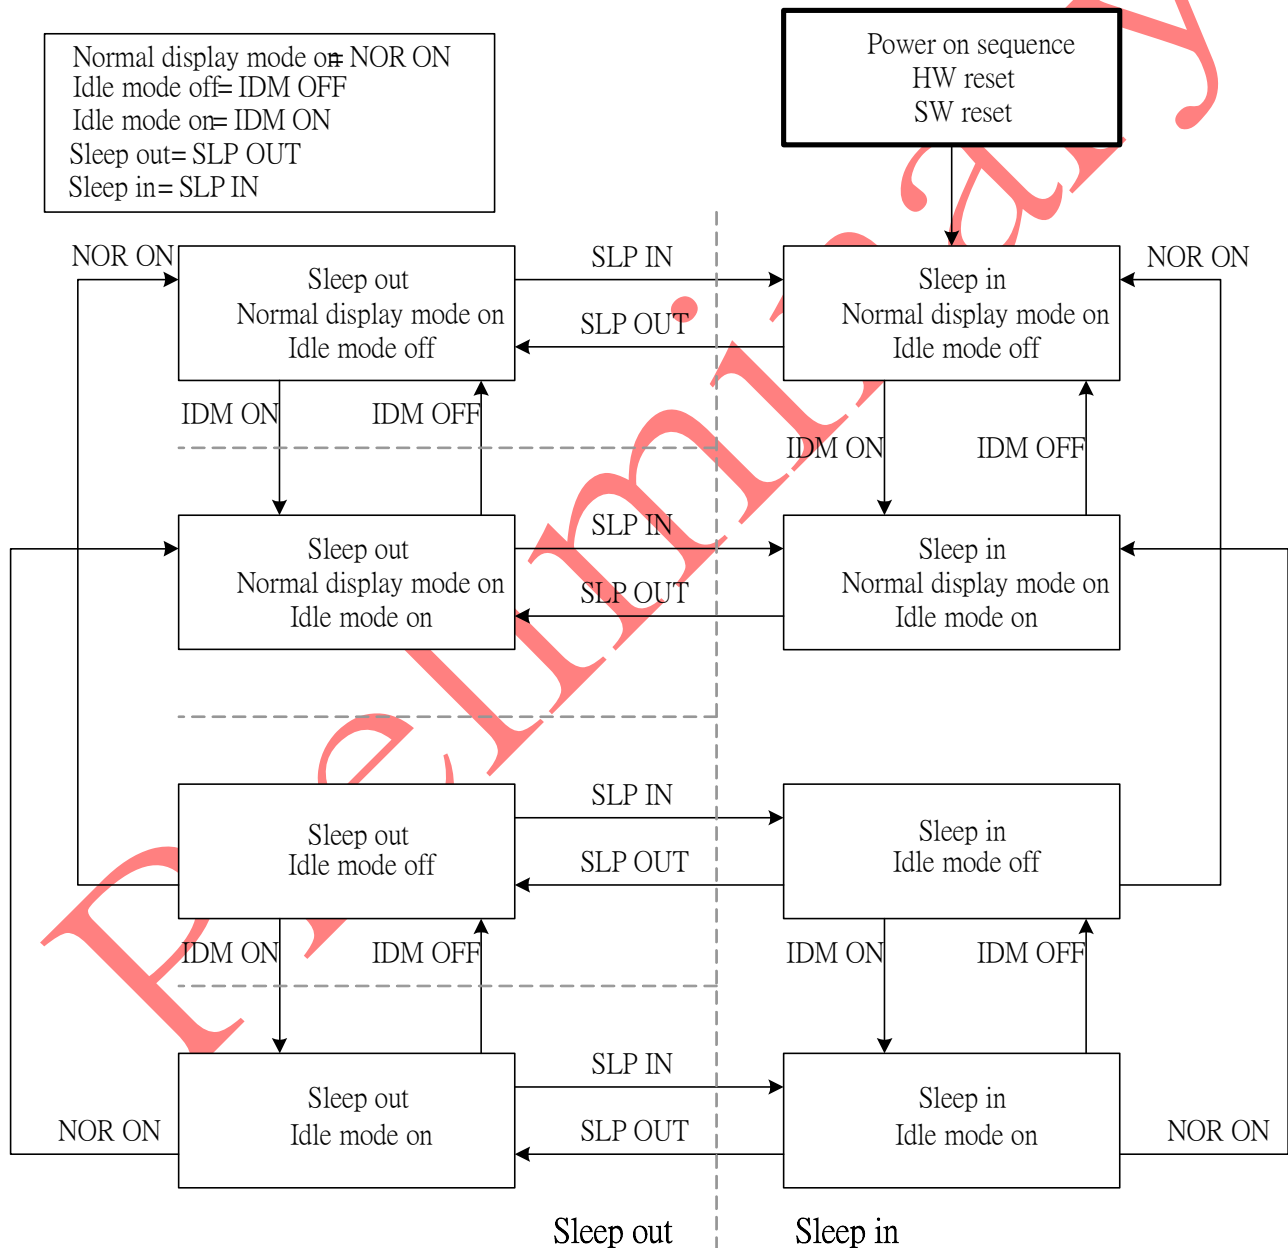 Normal display mode on= NOR ON
Idle mode off= IDM OFF
Idle mode on= IDM ON
Sleep out= SLP OUT
Sleep in= SLP IN
Power on sequence
HW reset
SW reset
NOR ON
Sleep out
Normal display mode on
Idle mode off
SLP IN
SLP OUT
Sleep in
Normal display mode on
Idle mode off
NOR ON
IDM ON
IDM OFF
IDM ON
IDM OFF
Sleep out
Normal display mode on
Idle mode on
SLP IN
SLP OUT
Sleep in
Normal display mode on
Idle mode on
Sleep out
Idle mode off
SLP IN
SLP OUT
Sleep in
Idle mode off
IDM ON
IDM OFF
IDM ON
IDM OFF
NOR ON
Sleep out
Idle mode on
SLP IN
SLP OUT
Sleep in
Idle mode on
NOR ON
Sleep out
Sleep in